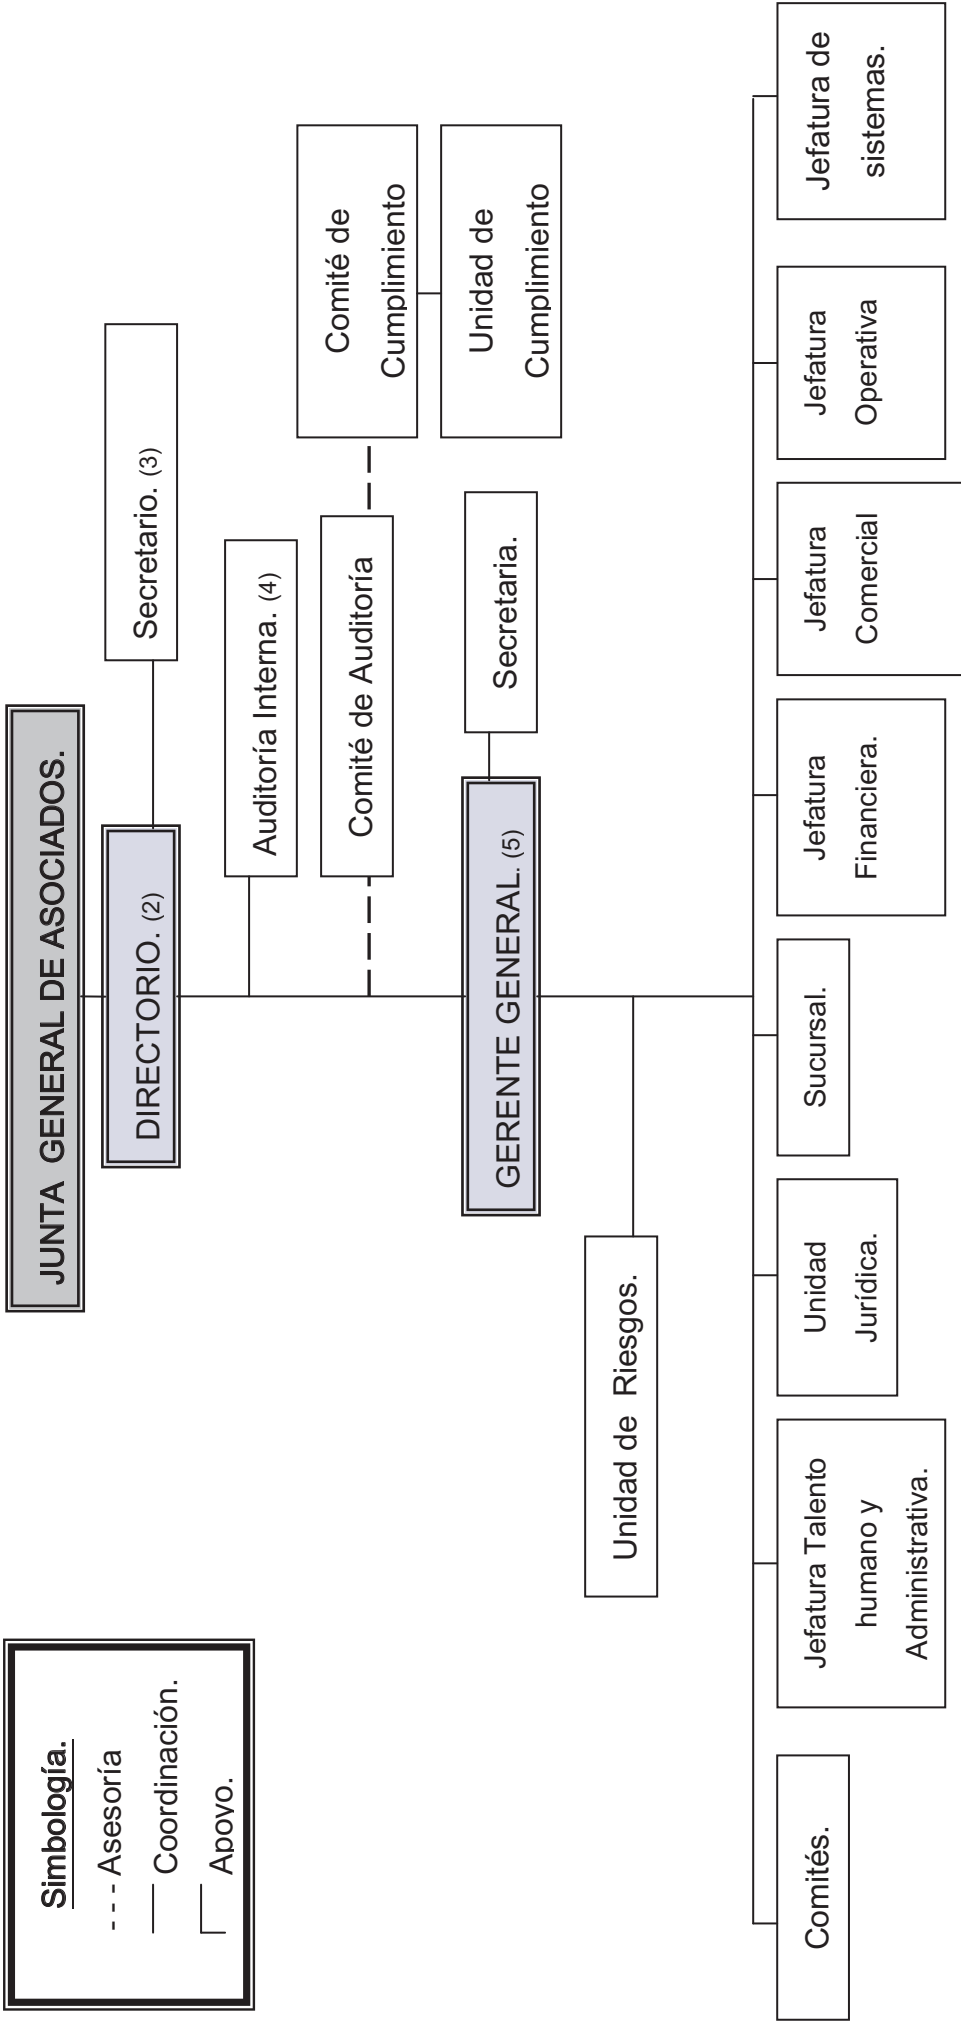 JUNTA GENERAL DE ASOCIADOS.
Simbología.
- - - Asesoría
Coordinación.
Apoyo.
DIRECTORIO. (2)
Secretario. (3)
Auditoría Interna. (4)
Comité de Auditoría
Comité de
Cumplimiento
Unidad de
Cumplimiento
GERENTE GENERAL. (5)
Secretaria.
Unidad de Riesgos.
Comités.
Jefatura Talento
humano y
Administrativa.
Unidad
Jurídica.
Sucursal.
Jefatura
Financiera.
Jefatura
Comercial
Jefatura
Operativa
Jefatura de
sistemas.